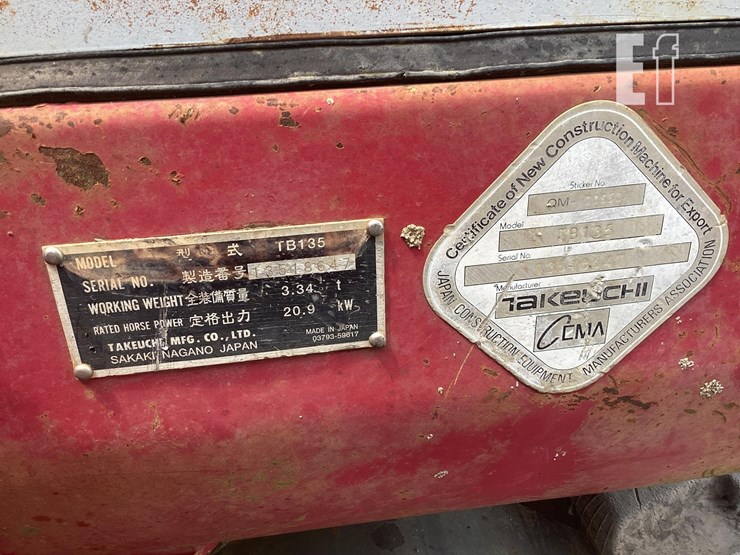 Ef
MODEL 型式 TB135
SERIAL NO. 製造番号 13518647
WORKING WEIGHT 全装備質量 3.34 t
RATED HORSE POWER 定格出力 20.9 kW
TAKEUCHI MFG. CO., LTD. MADE IN JAPAN
SAKAKI NAGANO JAPAN 03793-59617
Certificate of New Construction Machine for Export
Sticker No.
QM-
Model
TB135
Serial No.
Manufacturer
TAKEUCHI
CEMA
JAPAN CONSTRUCTION EQUIPMENT MANUFACTURERS ASSOCIATION